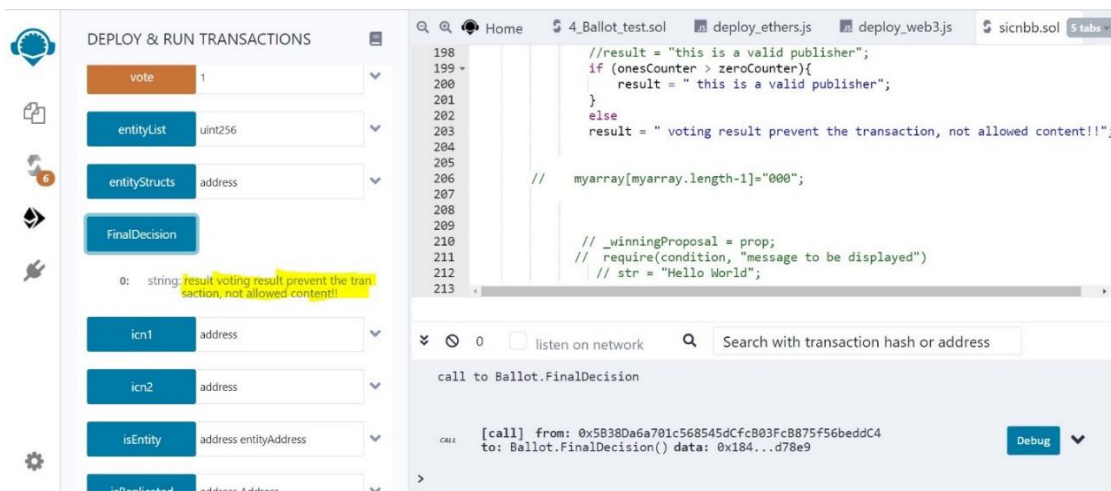 DEPLOY & RUN TRANSACTIONS
vote 1
entityList uint256
6
entityStructs address
FinalDecision
0: string: result voting result prevent the tran
saction, not allowed content!!
icn1 address
icn2 address
isEntity address entityAddress
isReplicated address Address
Home 4_Ballot_test.sol deploy_ethers.js deploy_web3.js sicnbb.sol 5 tabs
198 //result = "this is a valid publisher";
199 if (onesCounter > zeroCounter){
200 result = " this is a valid publisher";
201 }
202 else
203 result = " voting result prevent the transaction, not allowed content!!";
204
205
206 // myarray[myarray.length-1]="000";
207
208
209
210 // _winningProposal = prop;
211 // require(condition, "message to be displayed")
212 // str = "Hello World";
213
0 listen on network Search with transaction hash or address
call to Ballot.FinalDecision
CALL [call] from: 0x5B38Da6a701c568545dCfcB03FcB875f56beddC4
to: Ballot.FinalDecision() data: 0x184...d78e9
Debug
>